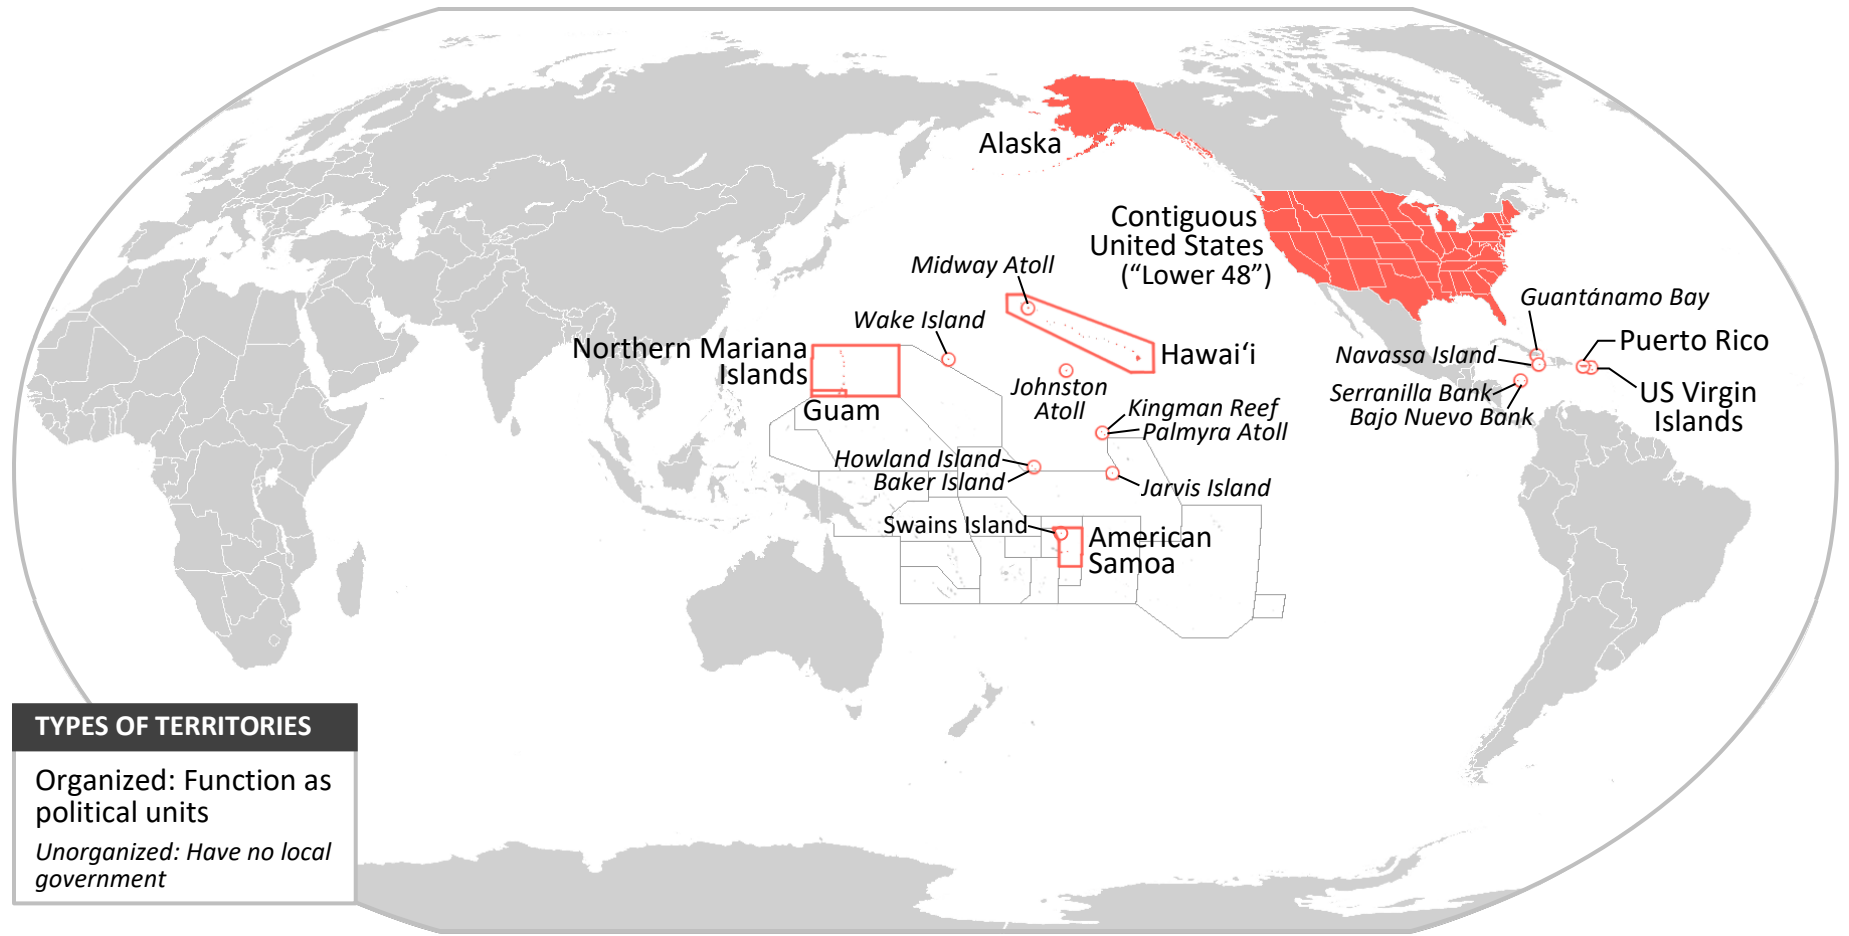 Alaska
Contiguous
United States
(“Lower 48”)
Midway Atoll
Guantánamo Bay
Wake Island
Puerto Rico
Northern Mariana
Islands
Hawaiʻi
Navassa Island
Johnston
Atoll
Serranilla Bank
US Virgin
Islands
Guam
Kingman Reef
Bajo Nuevo Bank
Palmyra Atoll
Howland Island
Baker Island
Jarvis Island
Swains Island
American
Samoa
TYPES OF TERRITORIES
Organized: Function as
political units
Unorganized: Have no local
government